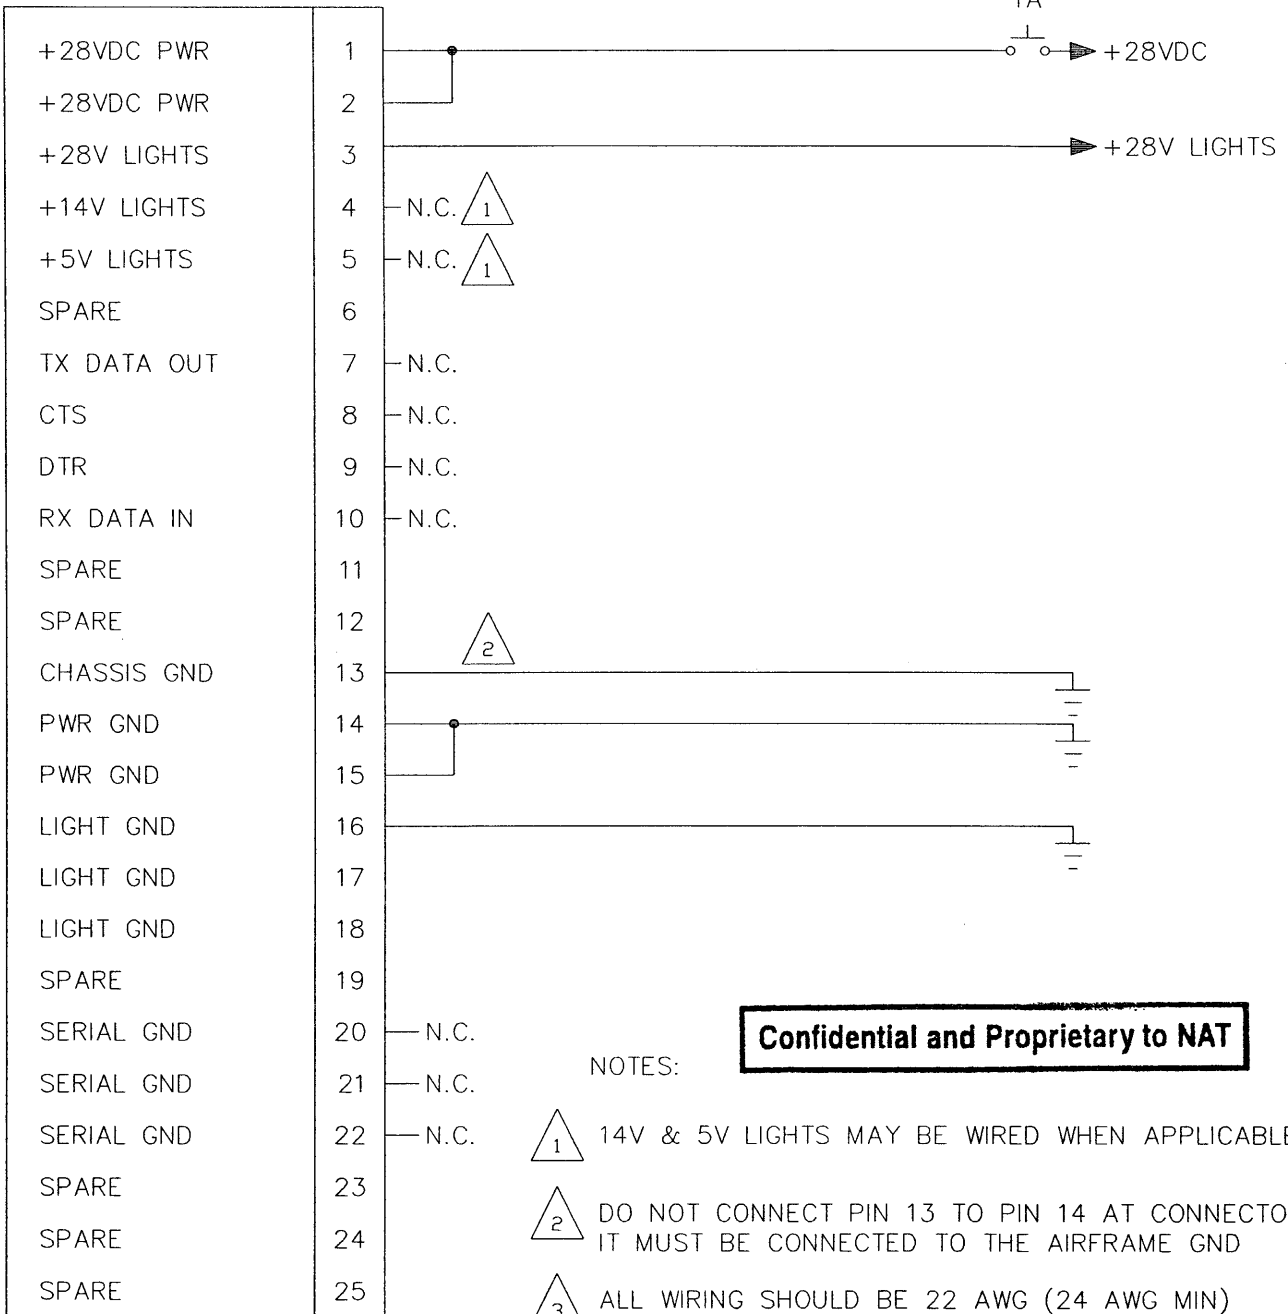 1A
+28VDC PWR 1 +28VDC
+28VDC PWR 2
+28V LIGHTS 3 +28V LIGHTS
+14V LIGHTS 4 N.C. 1
+5V LIGHTS 5 N.C. 1
SPARE 6
TX DATA OUT 7 N.C.
CTS 8 N.C.
DTR 9 N.C.
RX DATA IN 10 N.C.
SPARE 11
SPARE 12
CHASSIS GND 13 2
PWR GND 14
PWR GND 15
LIGHT GND 16
LIGHT GND 17
LIGHT GND 18
SPARE 19
SERIAL GND 20 N.C.
SERIAL GND 21 N.C.
SERIAL GND 22 N.C.
SPARE 23
SPARE 24
SPARE 25
Confidential and Proprietary to NAT
NOTES:
1 14V & 5V LIGHTS MAY BE WIRED WHEN APPLICABLE
2 DO NOT CONNECT PIN 13 TO PIN 14 AT CONNECTO
IT MUST BE CONNECTED TO THE AIRFRAME GND
3 ALL WIRING SHOULD BE 22 AWG (24 AWG MIN)